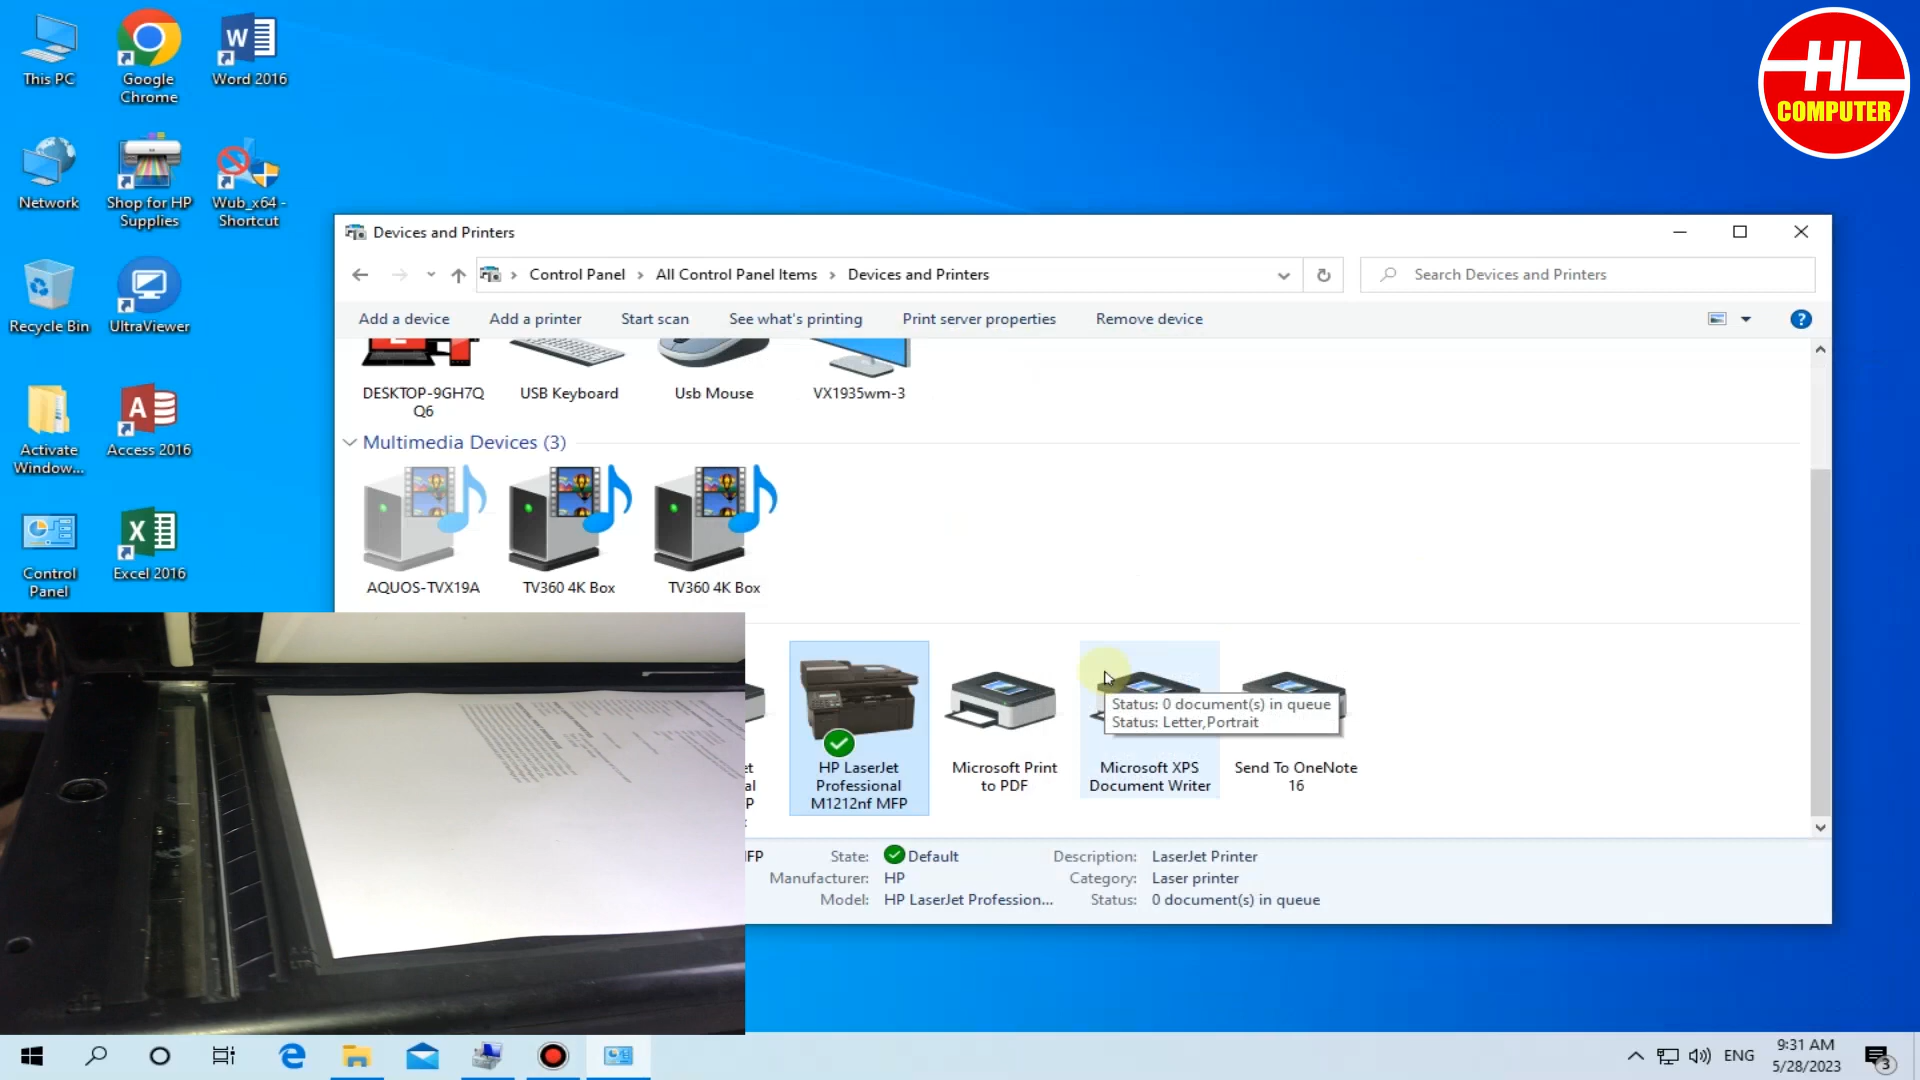 This PC
Google
Chrome
Word 2016
Network
Shop for HP
Supplies
Wub_x64 -
Shortcut
Recycle Bin
UltraViewer
Activate
Window...
Access 2016
Control
Panel
Excel 2016
HL
COMPUTER
Devices and Printers
Control Panel
All Control Panel Items
Devices and Printers
Search Devices and Printers
Add a device
Add a printer
Start scan
See what's printing
Print server properties
Remove device
DESKTOP-9GH7Q
Q6
USB Keyboard
Usb Mouse
VX1935wm-3
Multimedia Devices (3)
AQUOS-TVX19A
TV360 4K Box
TV360 4K Box
HP LaserJet
Professional
M1212nf MFP
Microsoft Print
to PDF
Status: 0 document(s) in queue
Status: Letter,Portrait
Microsoft XPS
Document Writer
Send To OneNote
16
State: Default
Manufacturer: HP
Model: HP LaserJet Profession...
Description: LaserJet Printer
Category: Laser printer
Status: 0 document(s) in queue
ENG
9:31 AM
5/28/2023
3